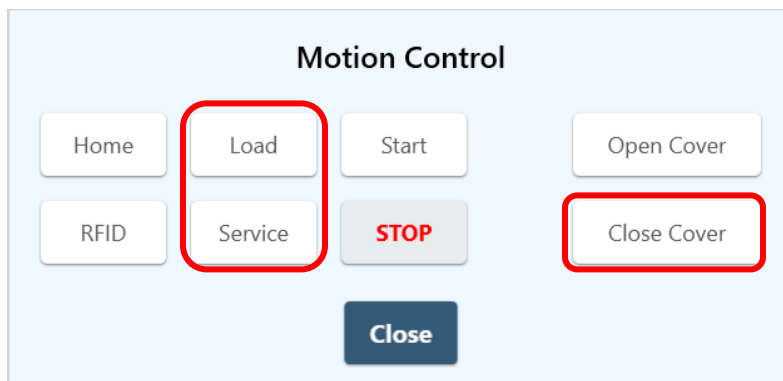 Motion Control
Home Load Start Open Cover
RFID Service STOP Close Cover
Close